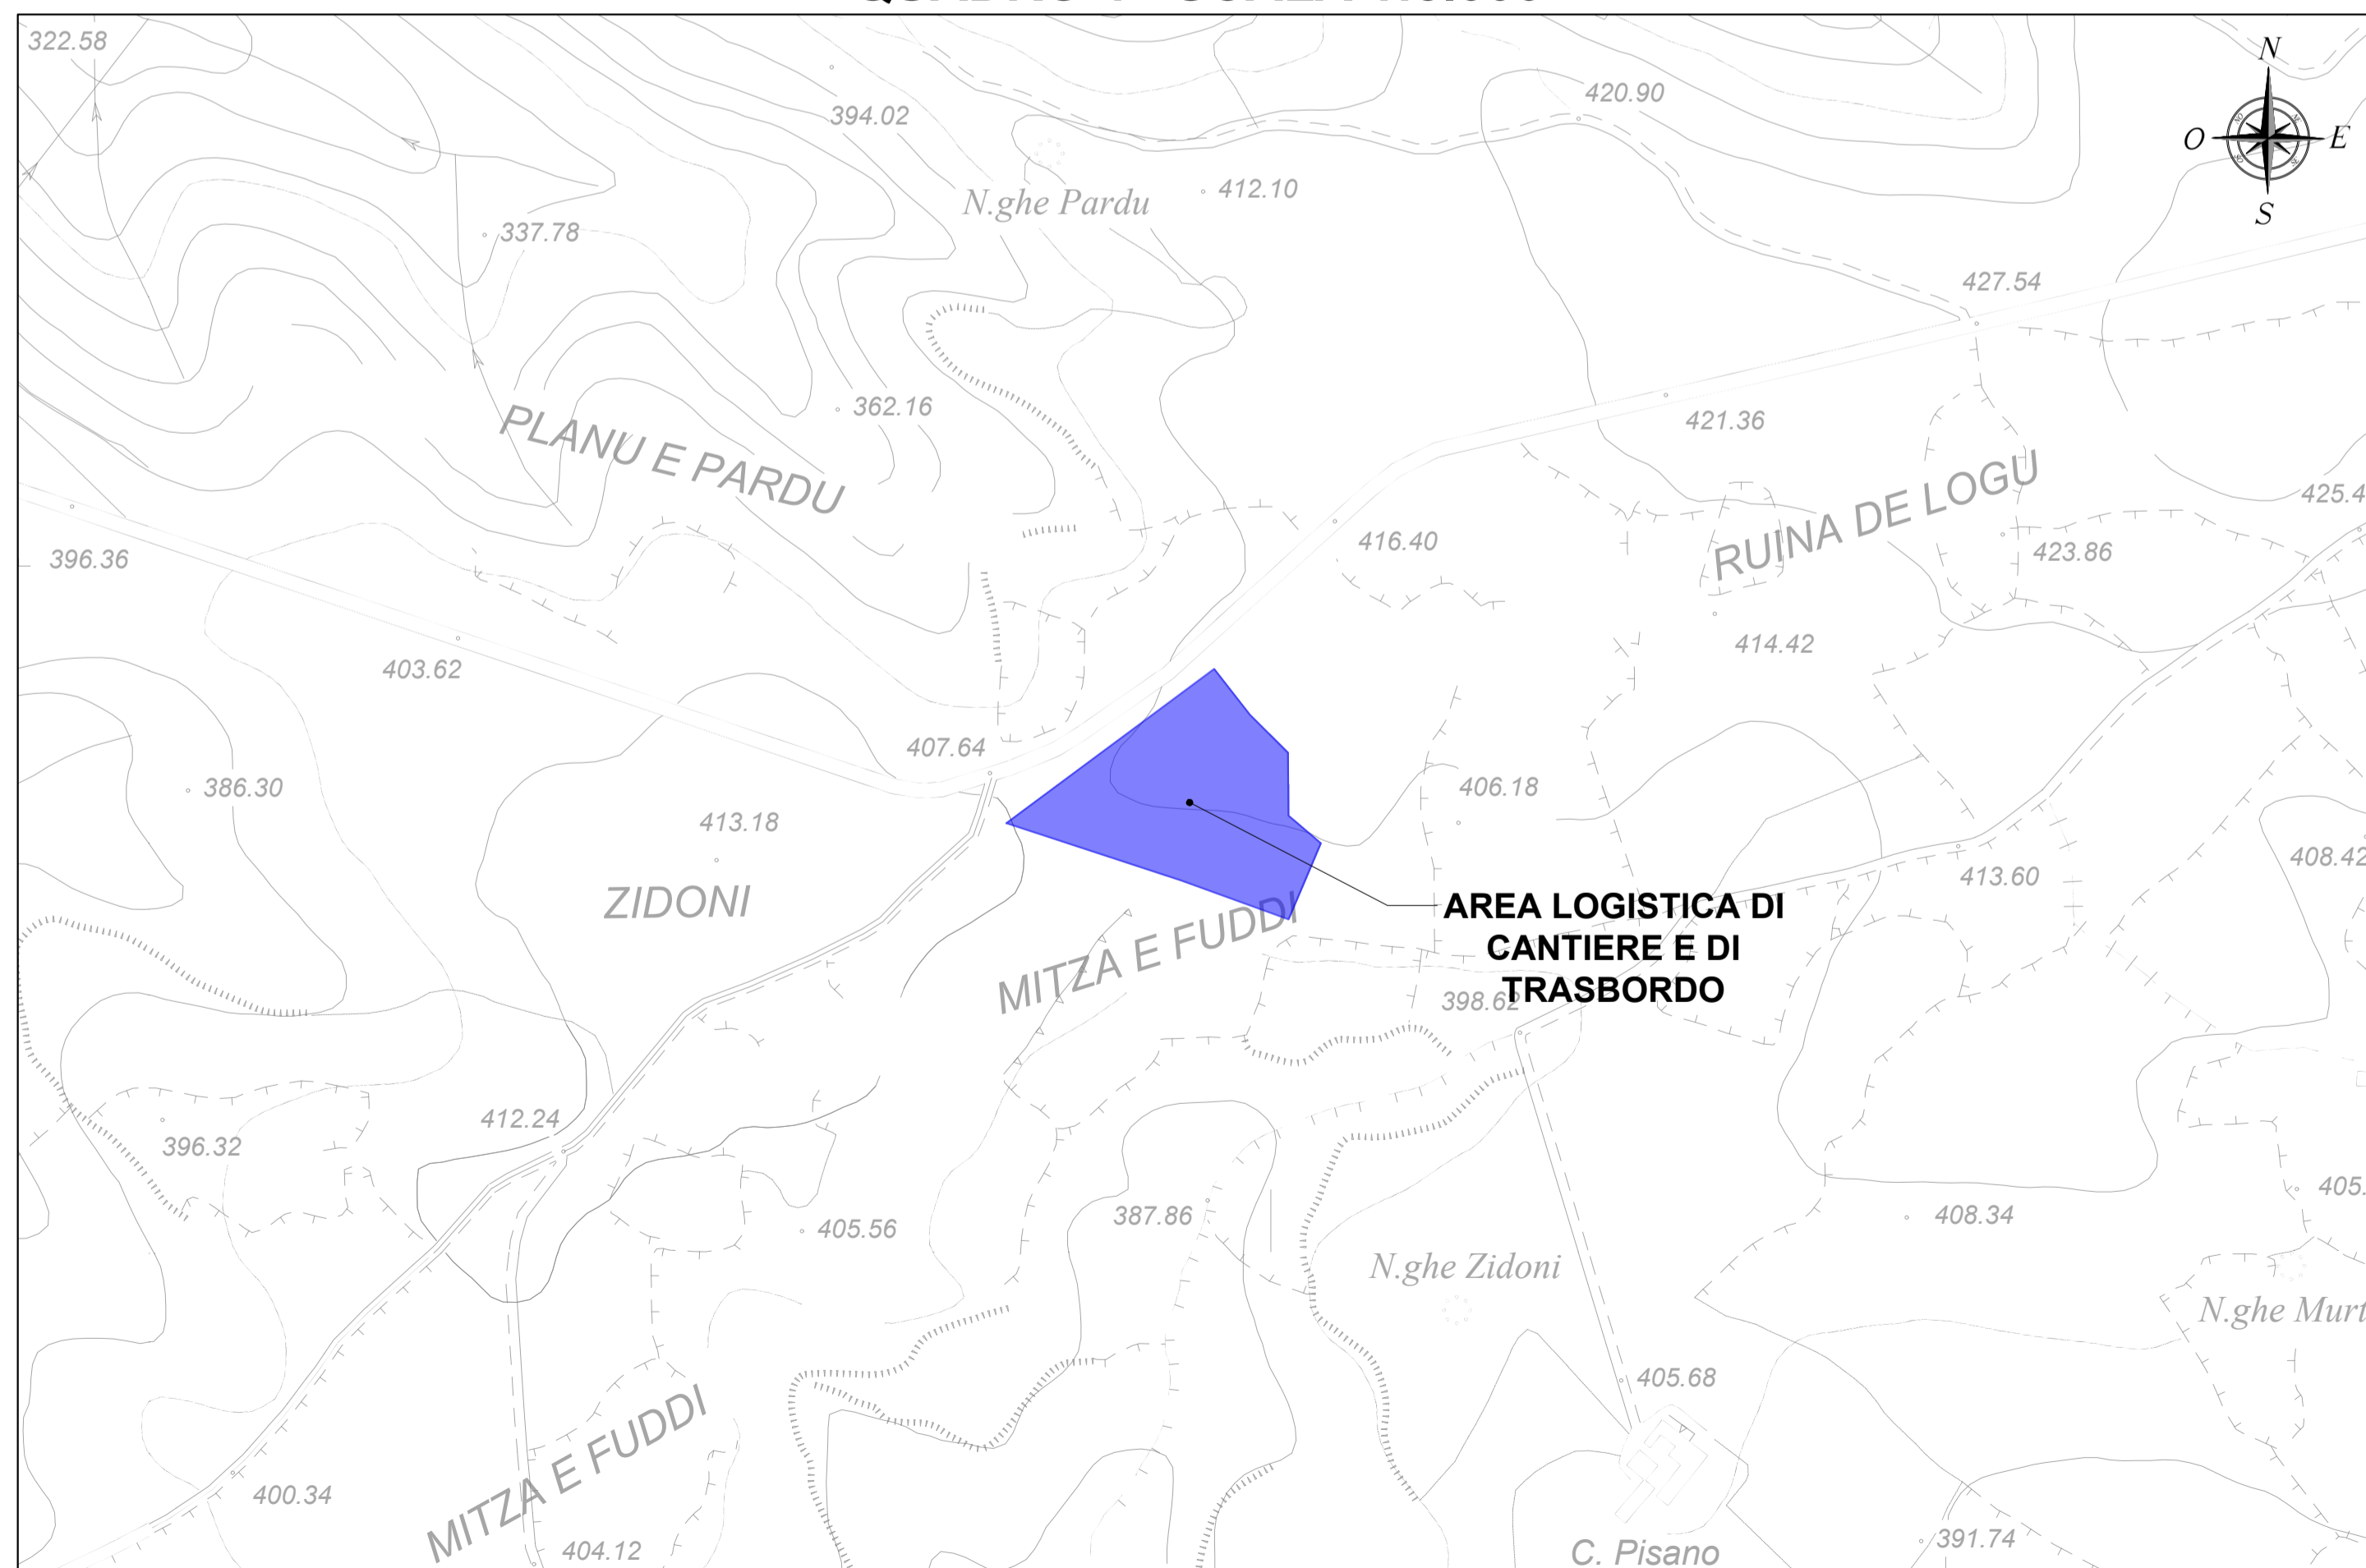 322.58
N
420.90
394.02
O
E
412.10
N.ghe Pardu
S
337.78
427.54
362.16
421.36
PLANU E PARDU
RUINA DE LOGU
416.40
423.86
396.36
414.42
403.62
407.64
406.18
386.30
413.18
413.60
408.42
ZIDONI
AREA LOGISTICA DI
CANTIERE E DI
TRASBORDO
MITZA E FUDDI
398.62
412.24
396.32
387.86
408.34
405.56
N.ghe Zidoni
405.68
MITZA E FUDDI
400.34
404.12
C. Pisano
391.74